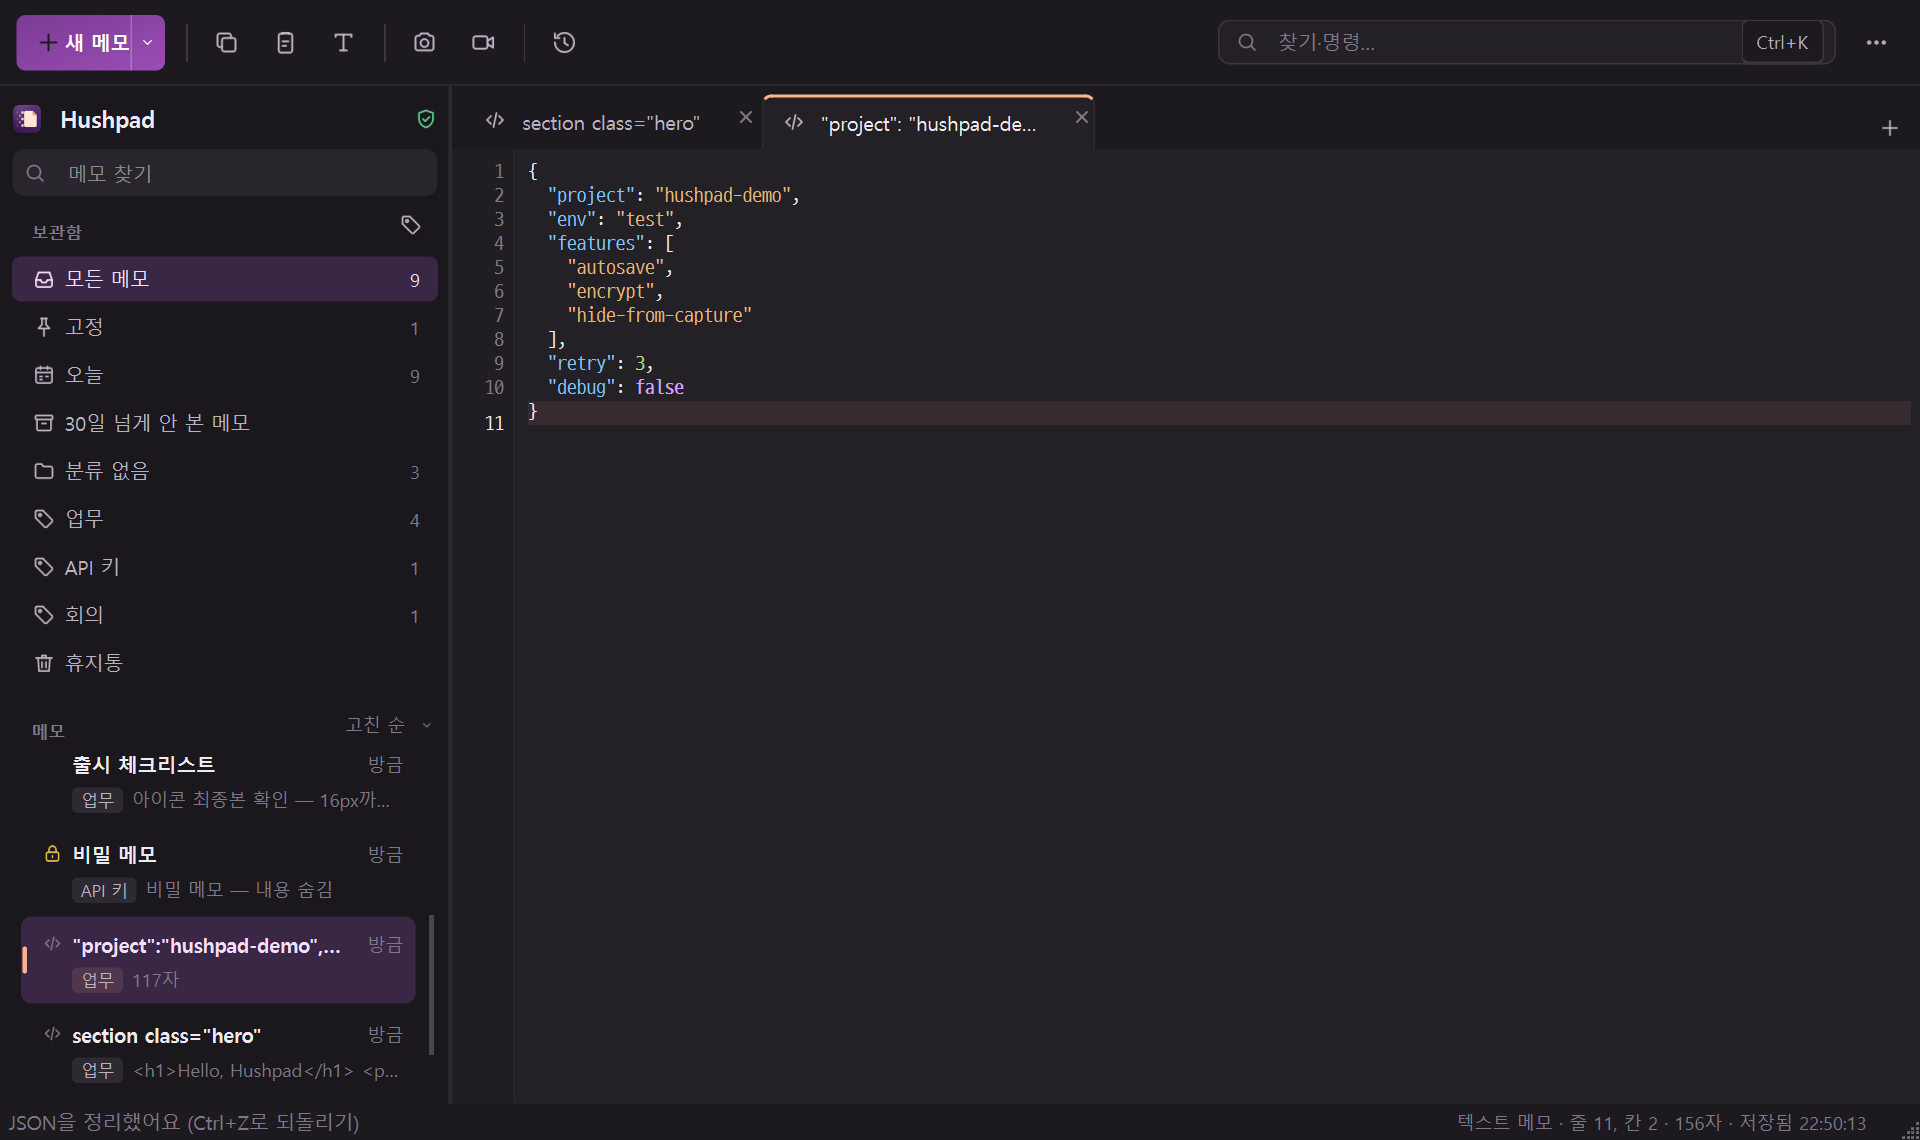 새 메모
찾기·명령...
Ctrl+K
Hushpad
메모 찾기
보관함
모든 메모 9
고정 1
오늘 9
30일 넘게 안 본 메모
분류 없음 3
업무 4
API 키 1
회의 1
휴지통
메모
고친 순
출시 체크리스트 방금
업무 아이콘 최종본 확인 — 16px까...
비밀 메모 방금
API 키 비밀 메모 — 내용 숨김
"project":"hushpad-demo",... 방금
업무 117자
section class="hero" 방금
업무 <h1>Hello, Hushpad</h1> <p...
section class="hero"
"project": "hushpad-de...
1 {
2 "project": "hushpad-demo",
3 "env": "test",
4 "features": [
5 "autosave",
6 "encrypt",
7 "hide-from-capture"
8 ],
9 "retry": 3,
10 "debug": false
11 }
JSON을 정리했어요 (Ctrl+Z로 되돌리기)
텍스트 메모 · 줄 11, 칸 2 · 156자 · 저장됨 22:50:13